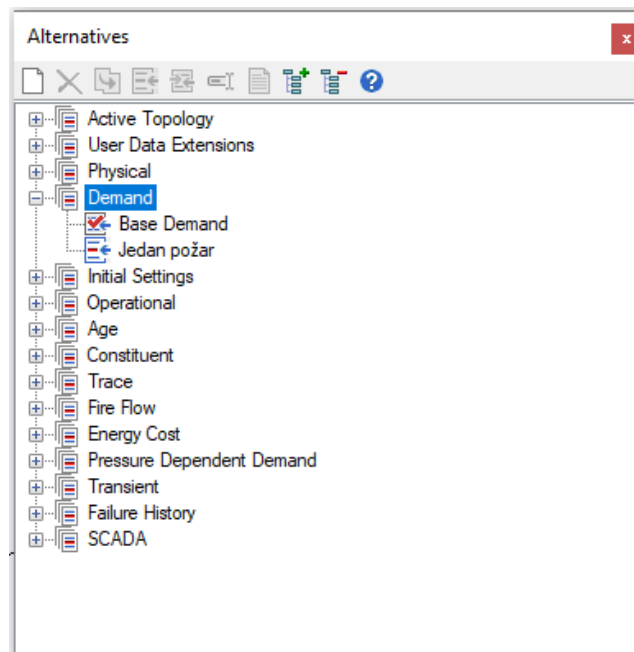 Alternatives
x
?
Active Topology
User Data Extensions
Physical
Demand
Base Demand
Jedan požar
Initial Settings
Operational
Age
Constituent
Trace
Fire Flow
Energy Cost
Pressure Dependent Demand
Transient
Failure History
SCADA